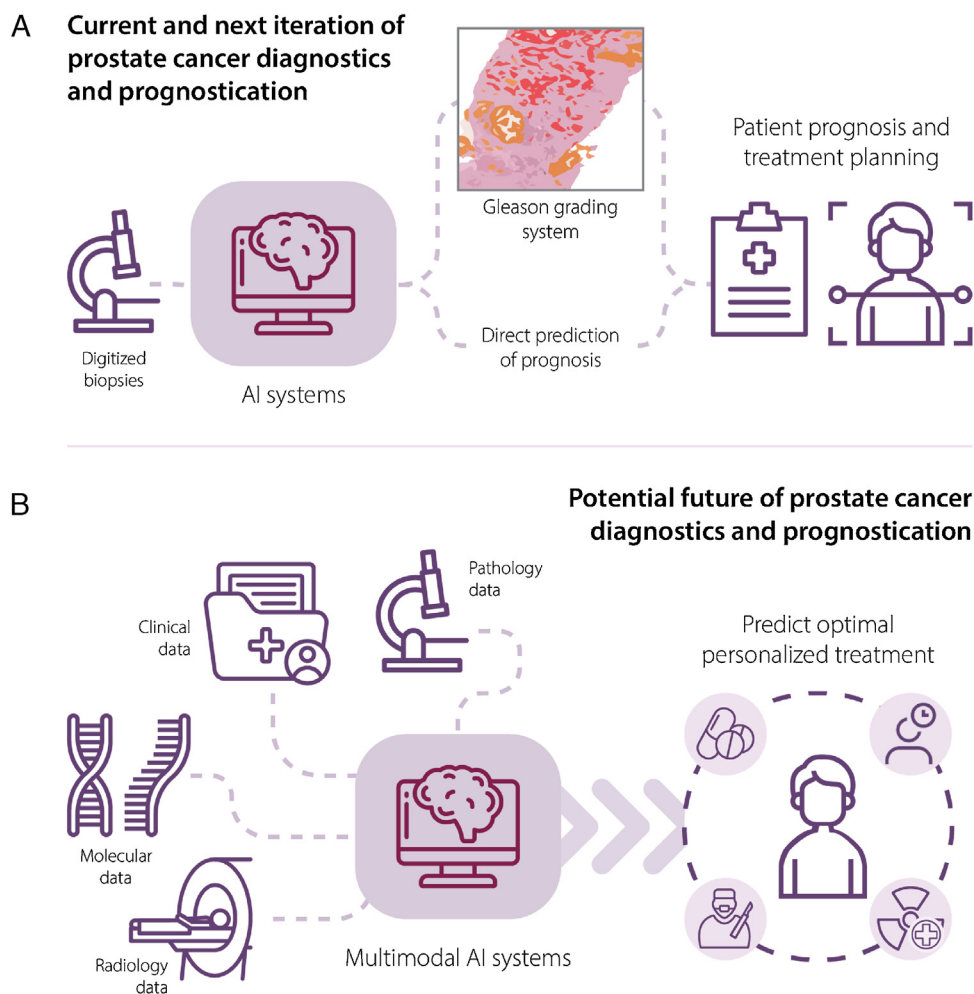 A
Current and next iteration of
prostate cancer diagnostics
and prognostication
Digitized
biopsies
AI systems
Gleason grading
system
Direct prediction
of prognosis
Patient prognosis and
treatment planning
B
Potential future of prostate cancer
diagnostics and prognostication
Clinical
data
Pathology
data
Molecular
data
Radiology
data
Multimodal AI systems
Predict optimal
personalized treatment